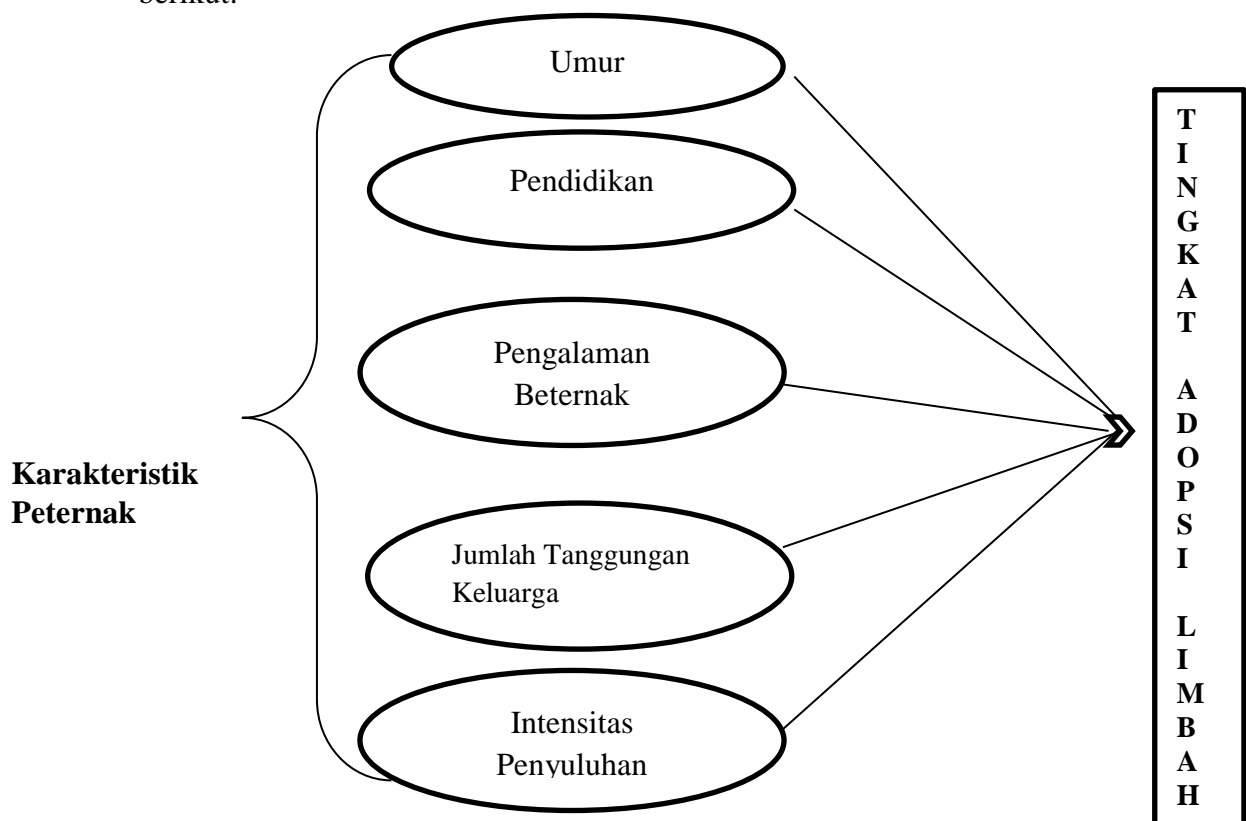 berikut:
Umur
Pendidikan
Pengalaman
Beternak
Karakteristik
Peternak
Jumlah Tanggungan
Keluarga
Intensitas
Penyuluhan
T
I
N
G
K
A
T
A
D
O
P
S
I
L
I
M
B
A
H